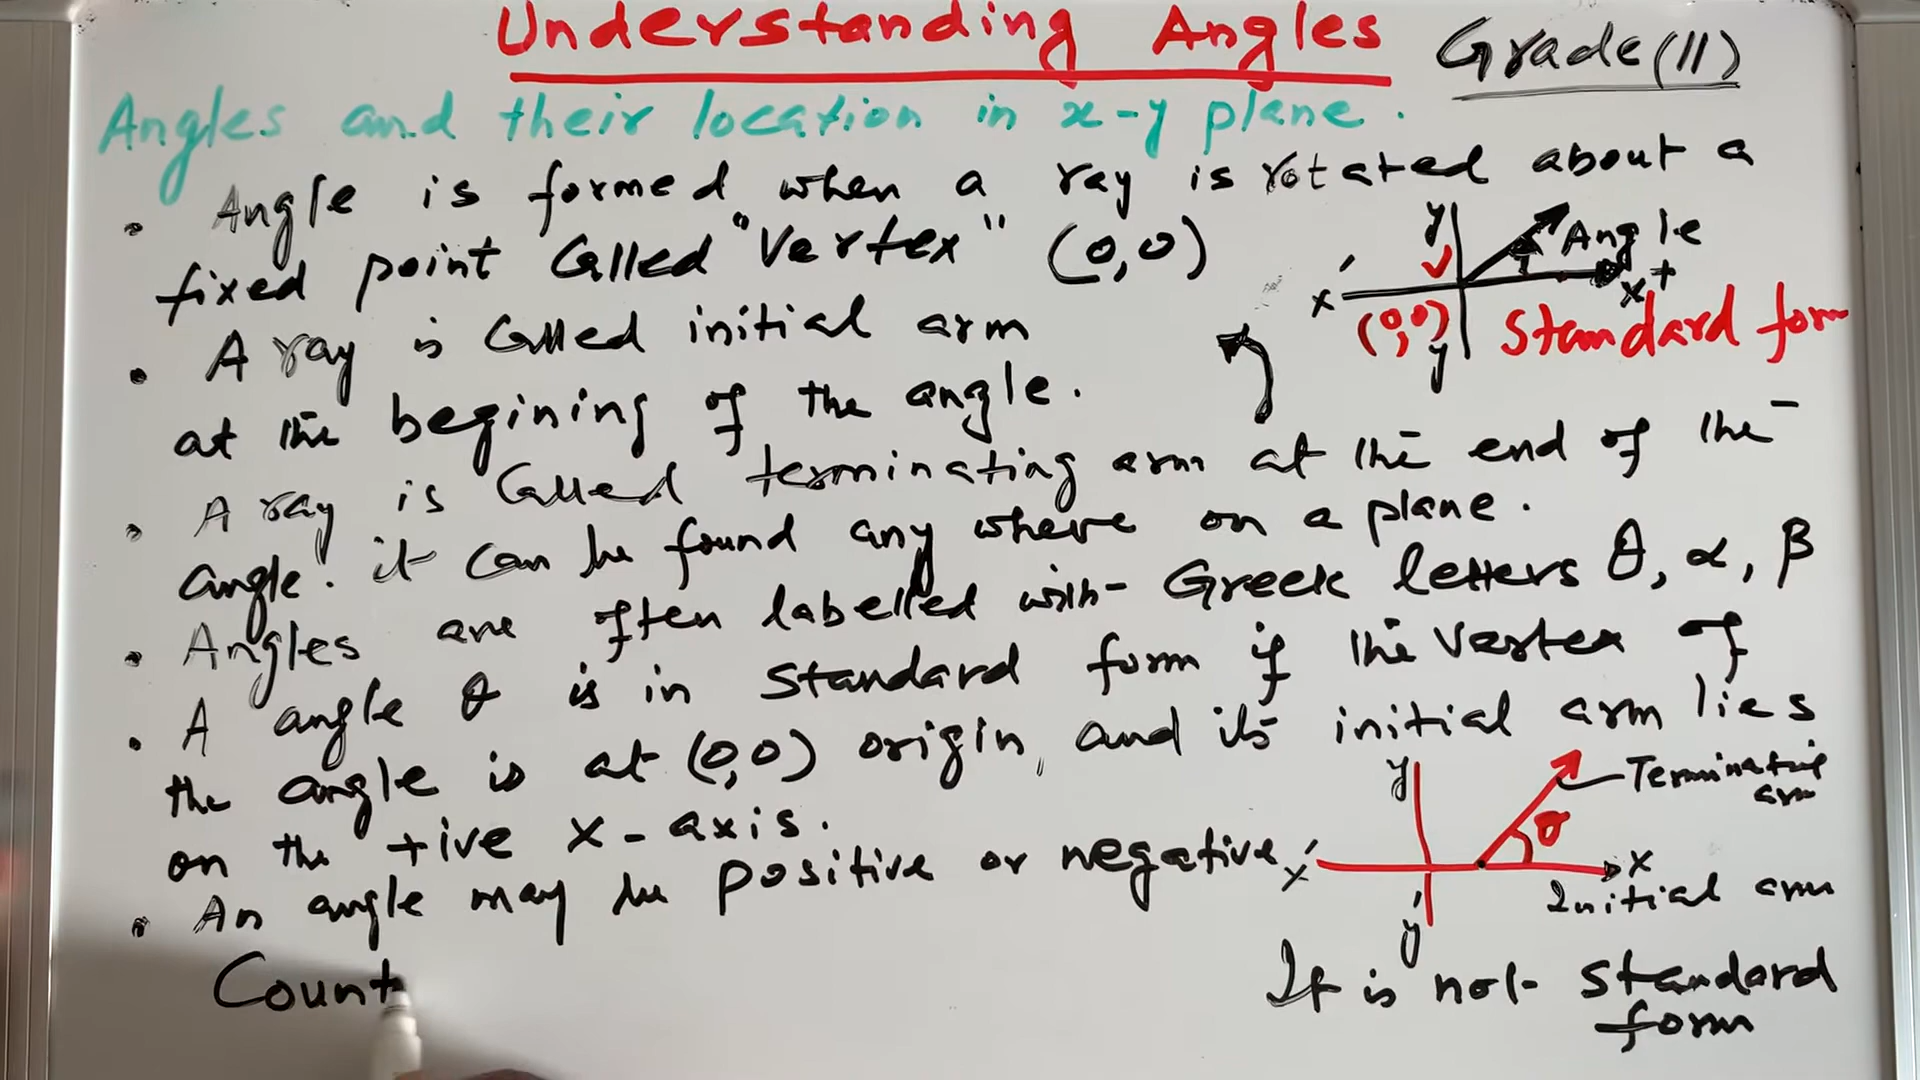 Understanding Angles
Grade (11)
Angles and their location in x-y plane.
• Angle is formed when a ray is rotated about a
fixed point called "Vertex" (0,0)
• A ray is called initial arm
at the begining of the angle.
• A ray is called terminating arm at the end of the
angle. it can be found any where on a plane.
• Angles are often labelled with Greek letters θ, α, β
• A angle θ is in standard form if the vertex of
the angle is at (0,0) origin, and its initial arm lies
on the +ive x-axis.
• An angle may be positive or negative
Count
y
Angle
x'
x+
(0,0)
y
Standard form
y
Terminating
arm
θ
x'
x
Initial arm
y'
It is not standard
form